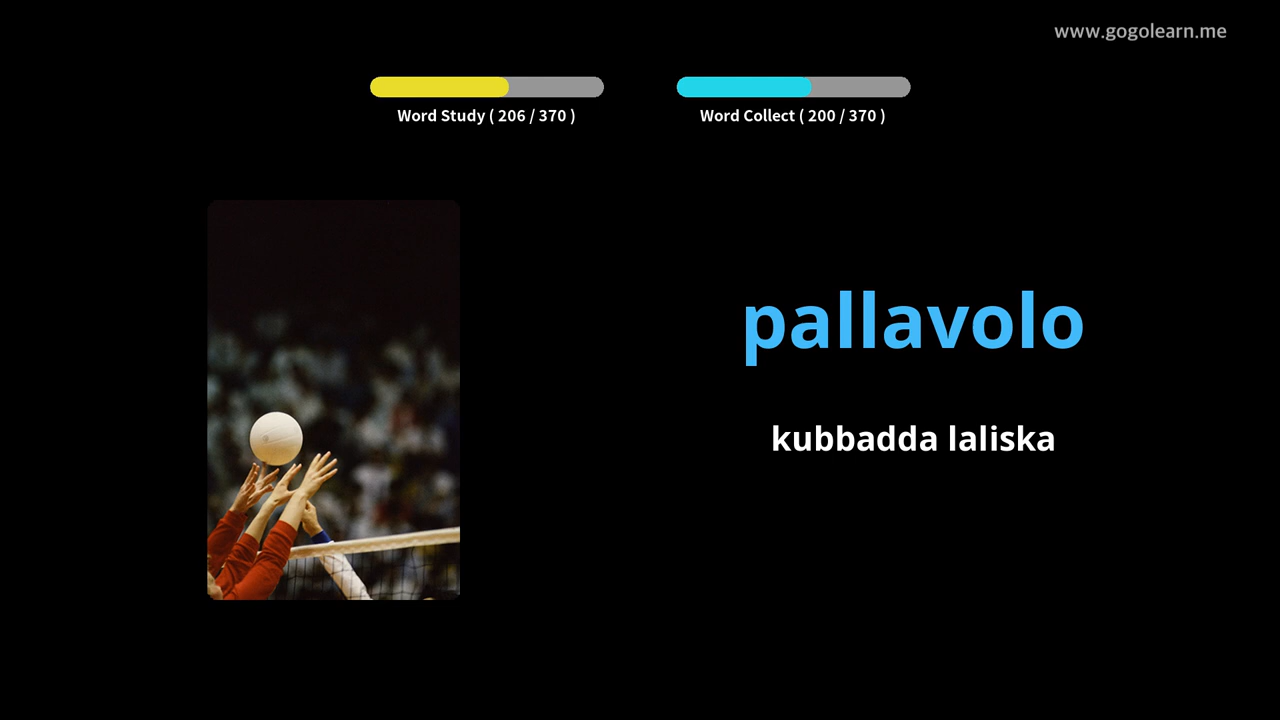 www.gogolearn.me
Word Study ( 206 / 370 )
Word Collect ( 200 / 370 )
pallavolo
kubbadda laliska